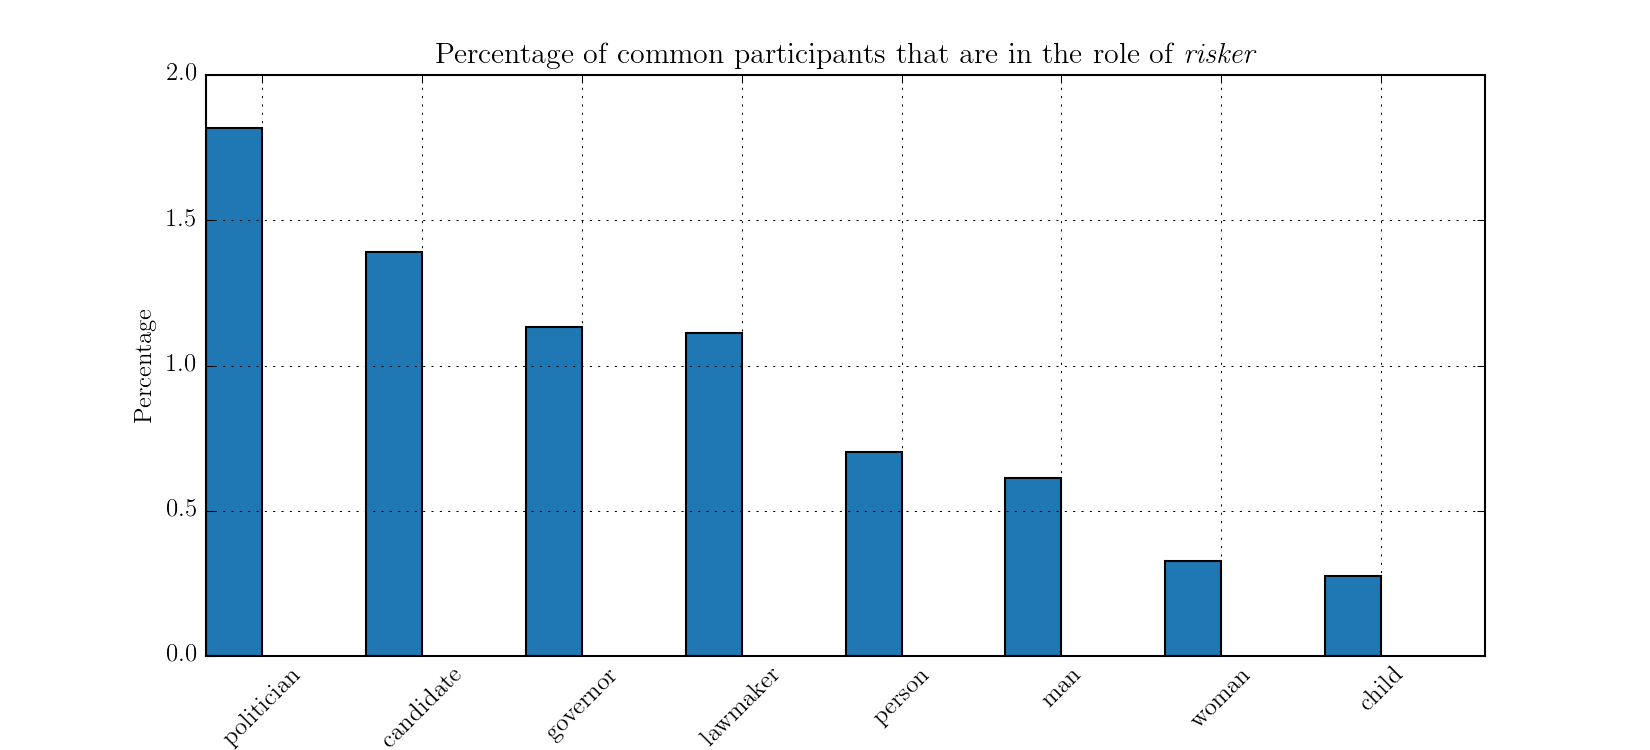 Percentage of common participants that are in the role of risker
2.0
1.5
1.0
0.5
0.0
Percentage
politician
candidate
governor
lawmaker
person
man
woman
child